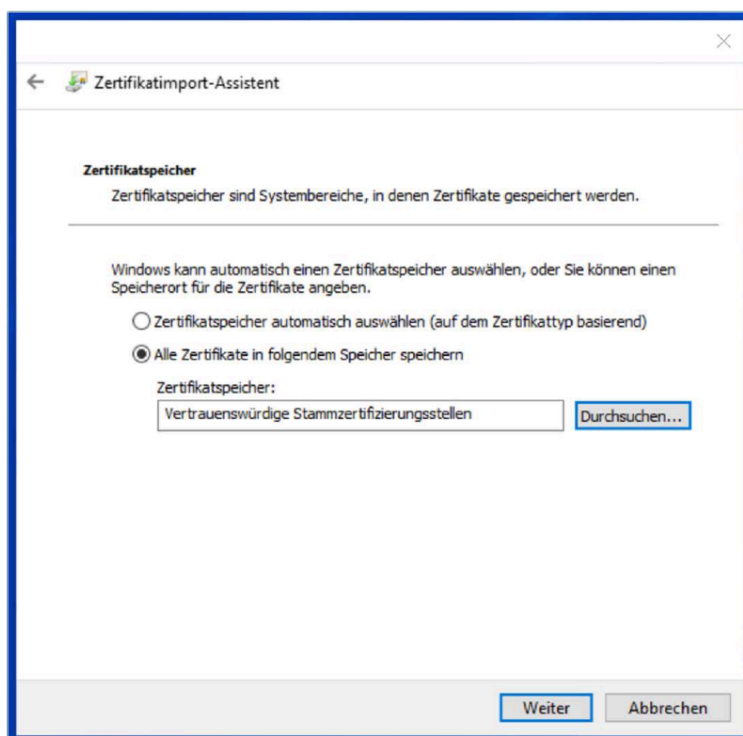 Zertifikatimport-Assistent
Zertifikatspeicher
Zertifikatspeicher sind Systembereiche, in denen Zertifikate gespeichert werden.
Windows kann automatisch einen Zertifikatspeicher auswählen, oder Sie können einen
Speicherort für die Zertifikate angeben.
Zertifikatspeicher automatisch auswählen (auf dem Zertifikattyp basierend)
Alle Zertifikate in folgendem Speicher speichern
Zertifikatspeicher:
Vertrauenswürdige Stammzertifizierungsstellen
Durchsuchen...
Weiter
Abbrechen